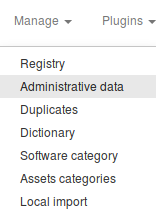 Manage Plugins
Registry
Administrative data
Duplicates
Dictionary
Software category
Assets categories
Local import